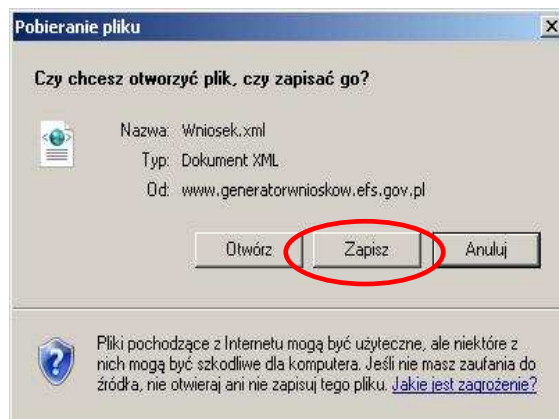 Pobieranie pliku
Czy chcesz otworzyć plik, czy zapisać go?
Nazwa: Wniosek.xml
Typ: Dokument XML
Od: www.generatorwnioskow.efs.gov.pl
Otwórz Zapisz Anuluj
Pliki pochodzące z Internetu mogą być użyteczne, ale niektóre z
nich mogą być szkodliwe dla komputera. Jeśli nie masz zaufania do
źródła, nie otwieraj ani nie zapisuj tego pliku. Jakie jest zagrożenie?